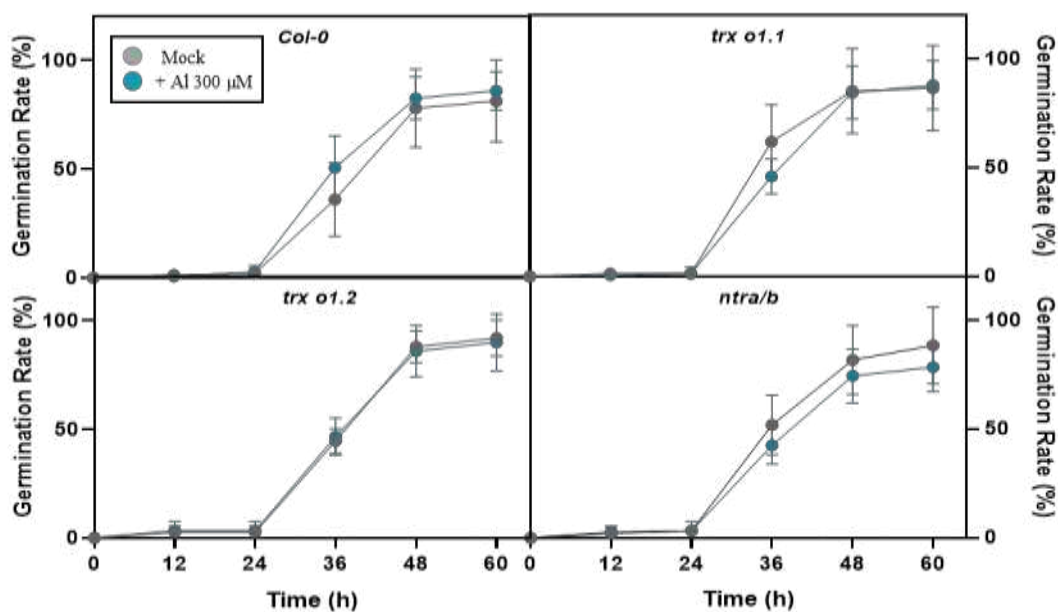 Col-0
trx o1.1
Mock
+ Al 300 µM
Germination Rate (%)
100
50
0
100
50
0
Germination Rate (%)
trx o1.2
ntra/b
Germination Rate (%)
100
50
0
100
50
0
Germination Rate (%)
0 12 24 36 48 60
0 12 24 36 48 60
Time (h)
Time (h)